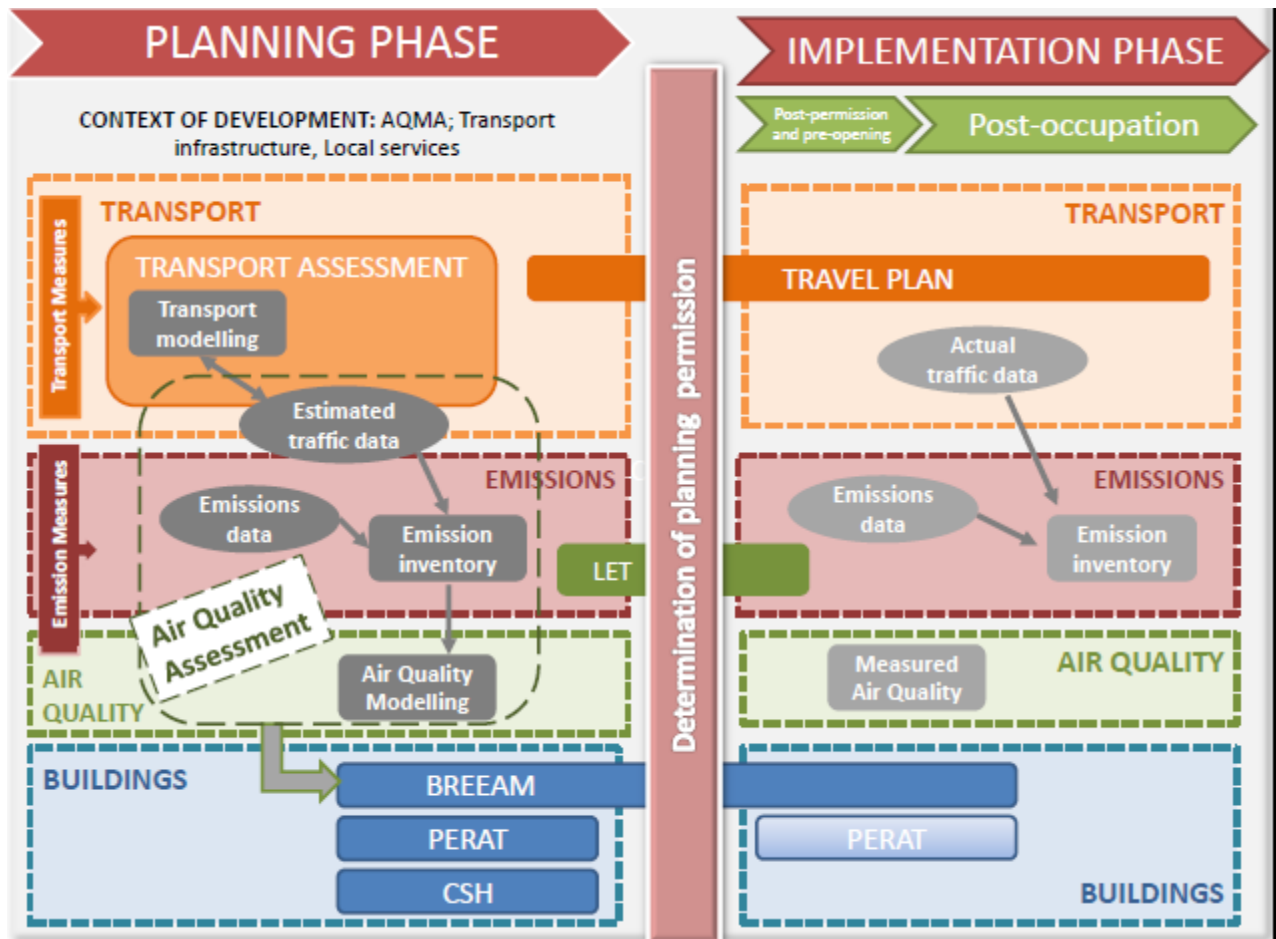 PLANNING PHASE
IMPLEMENTATION PHASE
CONTEXT OF DEVELOPMENT: AQMA; Transport
infrastructure, Local services
Post-permission
and pre-opening
Post-occupation
Transport Measures
TRANSPORT
TRANSPORT ASSESSMENT
Transport
modelling
Estimated
traffic data
Emission Measures
EMISSIONS
Emissions
data
Emission
inventory
LET
Air Quality
Assessment
AIR
QUALITY
Air Quality
Modelling
BUILDINGS
BREEAM
PERAT
CSH
Determination of planning permission
TRANSPORT
TRAVEL PLAN
Actual
traffic data
EMISSIONS
Emissions
data
Emission
inventory
AIR QUALITY
Measured
Air Quality
PERAT
BUILDINGS